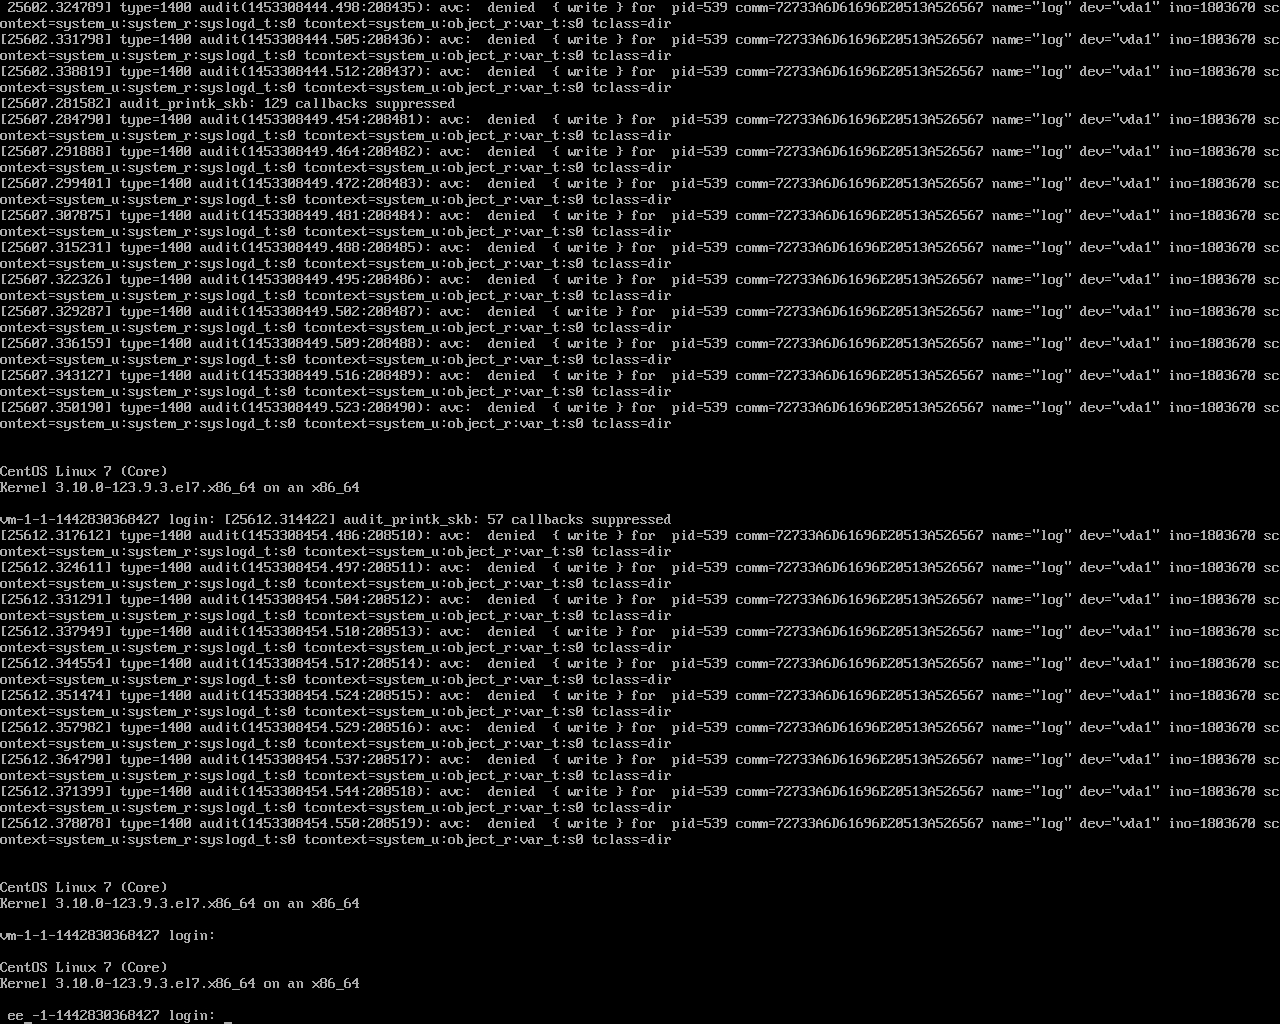 25602.324789] type=1400 audit(1453308444.498:208435): avc:  denied  { write } for  pid=539 comm=72733A6D61696E20513A526567 name="log" dev="vda1" ino=1803670 sc
ontext=system_u:system_r:syslogd_t:s0 tcontext=system_u:object_r:var_t:s0 tclass=dir
[25602.331798] type=1400 audit(1453308444.505:208436): avc:  denied  { write } for  pid=539 comm=72733A6D61696E20513A526567 name="log" dev="vda1" ino=1803670 sc
ontext=system_u:system_r:syslogd_t:s0 tcontext=system_u:object_r:var_t:s0 tclass=dir
[25602.338819] type=1400 audit(1453308444.512:208437): avc:  denied  { write } for  pid=539 comm=72733A6D61696E20513A526567 name="log" dev="vda1" ino=1803670 sc
ontext=system_u:system_r:syslogd_t:s0 tcontext=system_u:object_r:var_t:s0 tclass=dir
[25607.281582] audit_printk_skb: 129 callbacks suppressed
[25607.284790] type=1400 audit(1453308449.454:208481): avc:  denied  { write } for  pid=539 comm=72733A6D61696E20513A526567 name="log" dev="vda1" ino=1803670 sc
ontext=system_u:system_r:syslogd_t:s0 tcontext=system_u:object_r:var_t:s0 tclass=dir
[25607.291888] type=1400 audit(1453308449.464:208482): avc:  denied  { write } for  pid=539 comm=72733A6D61696E20513A526567 name="log" dev="vda1" ino=1803670 sc
ontext=system_u:system_r:syslogd_t:s0 tcontext=system_u:object_r:var_t:s0 tclass=dir
[25607.299401] type=1400 audit(1453308449.472:208483): avc:  denied  { write } for  pid=539 comm=72733A6D61696E20513A526567 name="log" dev="vda1" ino=1803670 sc
ontext=system_u:system_r:syslogd_t:s0 tcontext=system_u:object_r:var_t:s0 tclass=dir
[25607.307875] type=1400 audit(1453308449.481:208484): avc:  denied  { write } for  pid=539 comm=72733A6D61696E20513A526567 name="log" dev="vda1" ino=1803670 sc
ontext=system_u:system_r:syslogd_t:s0 tcontext=system_u:object_r:var_t:s0 tclass=dir
[25607.315231] type=1400 audit(1453308449.488:208485): avc:  denied  { write } for  pid=539 comm=72733A6D61696E20513A526567 name="log" dev="vda1" ino=1803670 sc
ontext=system_u:system_r:syslogd_t:s0 tcontext=system_u:object_r:var_t:s0 tclass=dir
[25607.322326] type=1400 audit(1453308449.495:208486): avc:  denied  { write } for  pid=539 comm=72733A6D61696E20513A526567 name="log" dev="vda1" ino=1803670 sc
ontext=system_u:system_r:syslogd_t:s0 tcontext=system_u:object_r:var_t:s0 tclass=dir
[25607.329287] type=1400 audit(1453308449.502:208487): avc:  denied  { write } for  pid=539 comm=72733A6D61696E20513A526567 name="log" dev="vda1" ino=1803670 sc
ontext=system_u:system_r:syslogd_t:s0 tcontext=system_u:object_r:var_t:s0 tclass=dir
[25607.336159] type=1400 audit(1453308449.509:208488): avc:  denied  { write } for  pid=539 comm=72733A6D61696E20513A526567 name="log" dev="vda1" ino=1803670 sc
ontext=system_u:system_r:syslogd_t:s0 tcontext=system_u:object_r:var_t:s0 tclass=dir
[25607.343127] type=1400 audit(1453308449.516:208489): avc:  denied  { write } for  pid=539 comm=72733A6D61696E20513A526567 name="log" dev="vda1" ino=1803670 sc
ontext=system_u:system_r:syslogd_t:s0 tcontext=system_u:object_r:var_t:s0 tclass=dir
[25607.350190] type=1400 audit(1453308449.523:208490): avc:  denied  { write } for  pid=539 comm=72733A6D61696E20513A526567 name="log" dev="vda1" ino=1803670 sc
ontext=system_u:system_r:syslogd_t:s0 tcontext=system_u:object_r:var_t:s0 tclass=dir
CentOS Linux 7 (Core)
Kernel 3.10.0-123.9.3.el7.x86_64 on an x86_64
vm-1-1-1442830368427 login: [25612.314422] audit_printk_skb: 57 callbacks suppressed
[25612.317612] type=1400 audit(1453308454.486:208510): avc:  denied  { write } for  pid=539 comm=72733A6D61696E20513A526567 name="log" dev="vda1" ino=1803670 sc
ontext=system_u:system_r:syslogd_t:s0 tcontext=system_u:object_r:var_t:s0 tclass=dir
[25612.324611] type=1400 audit(1453308454.497:208511): avc:  denied  { write } for  pid=539 comm=72733A6D61696E20513A526567 name="log" dev="vda1" ino=1803670 sc
ontext=system_u:system_r:syslogd_t:s0 tcontext=system_u:object_r:var_t:s0 tclass=dir
[25612.331291] type=1400 audit(1453308454.504:208512): avc:  denied  { write } for  pid=539 comm=72733A6D61696E20513A526567 name="log" dev="vda1" ino=1803670 sc
ontext=system_u:system_r:syslogd_t:s0 tcontext=system_u:object_r:var_t:s0 tclass=dir
[25612.337949] type=1400 audit(1453308454.510:208513): avc:  denied  { write } for  pid=539 comm=72733A6D61696E20513A526567 name="log" dev="vda1" ino=1803670 sc
ontext=system_u:system_r:syslogd_t:s0 tcontext=system_u:object_r:var_t:s0 tclass=dir
[25612.344554] type=1400 audit(1453308454.517:208514): avc:  denied  { write } for  pid=539 comm=72733A6D61696E20513A526567 name="log" dev="vda1" ino=1803670 sc
ontext=system_u:system_r:syslogd_t:s0 tcontext=system_u:object_r:var_t:s0 tclass=dir
[25612.351474] type=1400 audit(1453308454.524:208515): avc:  denied  { write } for  pid=539 comm=72733A6D61696E20513A526567 name="log" dev="vda1" ino=1803670 sc
ontext=system_u:system_r:syslogd_t:s0 tcontext=system_u:object_r:var_t:s0 tclass=dir
[25612.357982] type=1400 audit(1453308454.529:208516): avc:  denied  { write } for  pid=539 comm=72733A6D61696E20513A526567 name="log" dev="vda1" ino=1803670 sc
ontext=system_u:system_r:syslogd_t:s0 tcontext=system_u:object_r:var_t:s0 tclass=dir
[25612.364790] type=1400 audit(1453308454.537:208517): avc:  denied  { write } for  pid=539 comm=72733A6D61696E20513A526567 name="log" dev="vda1" ino=1803670 sc
ontext=system_u:system_r:syslogd_t:s0 tcontext=system_u:object_r:var_t:s0 tclass=dir
[25612.371399] type=1400 audit(1453308454.544:208518): avc:  denied  { write } for  pid=539 comm=72733A6D61696E20513A526567 name="log" dev="vda1" ino=1803670 sc
ontext=system_u:system_r:syslogd_t:s0 tcontext=system_u:object_r:var_t:s0 tclass=dir
[25612.378078] type=1400 audit(1453308454.550:208519): avc:  denied  { write } for  pid=539 comm=72733A6D61696E20513A526567 name="log" dev="vda1" ino=1803670 sc
ontext=system_u:system_r:syslogd_t:s0 tcontext=system_u:object_r:var_t:s0 tclass=dir
CentOS Linux 7 (Core)
Kernel 3.10.0-123.9.3.el7.x86_64 on an x86_64
vm-1-1-1442830368427 login:
CentOS Linux 7 (Core)
Kernel 3.10.0-123.9.3.el7.x86_64 on an x86_64
 ee_-1-1442830368427 login: _